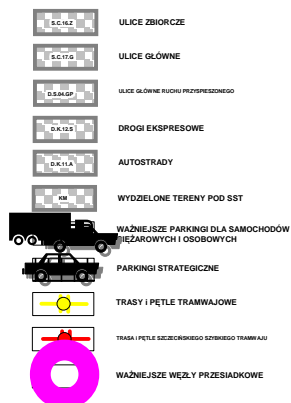 S.C.16.Z ULICE ZBIORCZE
S.C.17.G ULICE GŁÓWNE
D.S.04.GP ULICE GŁÓWNE RUCHU PRZYSPIESZONEGO
D.K.12.S DROGI EKSPRESOWE
D.K.11.A AUTOSTRADY
KM WYDZIELONE TERENY POD SST
WAŻNIEJSZE PARKINGI DLA SAMOCHODÓW
CIĘŻAROWYCH I OSOBOWYCH
PARKINGI STRATEGICZNE
TRASY i PĘTLE TRAMWAJOWE
TRASA I PĘTLE SZCZECIŃSKIEGO SZYBKIEGO TRAMWAJU
WAŻNIEJSZE WĘZŁY PRZESIADKOWE